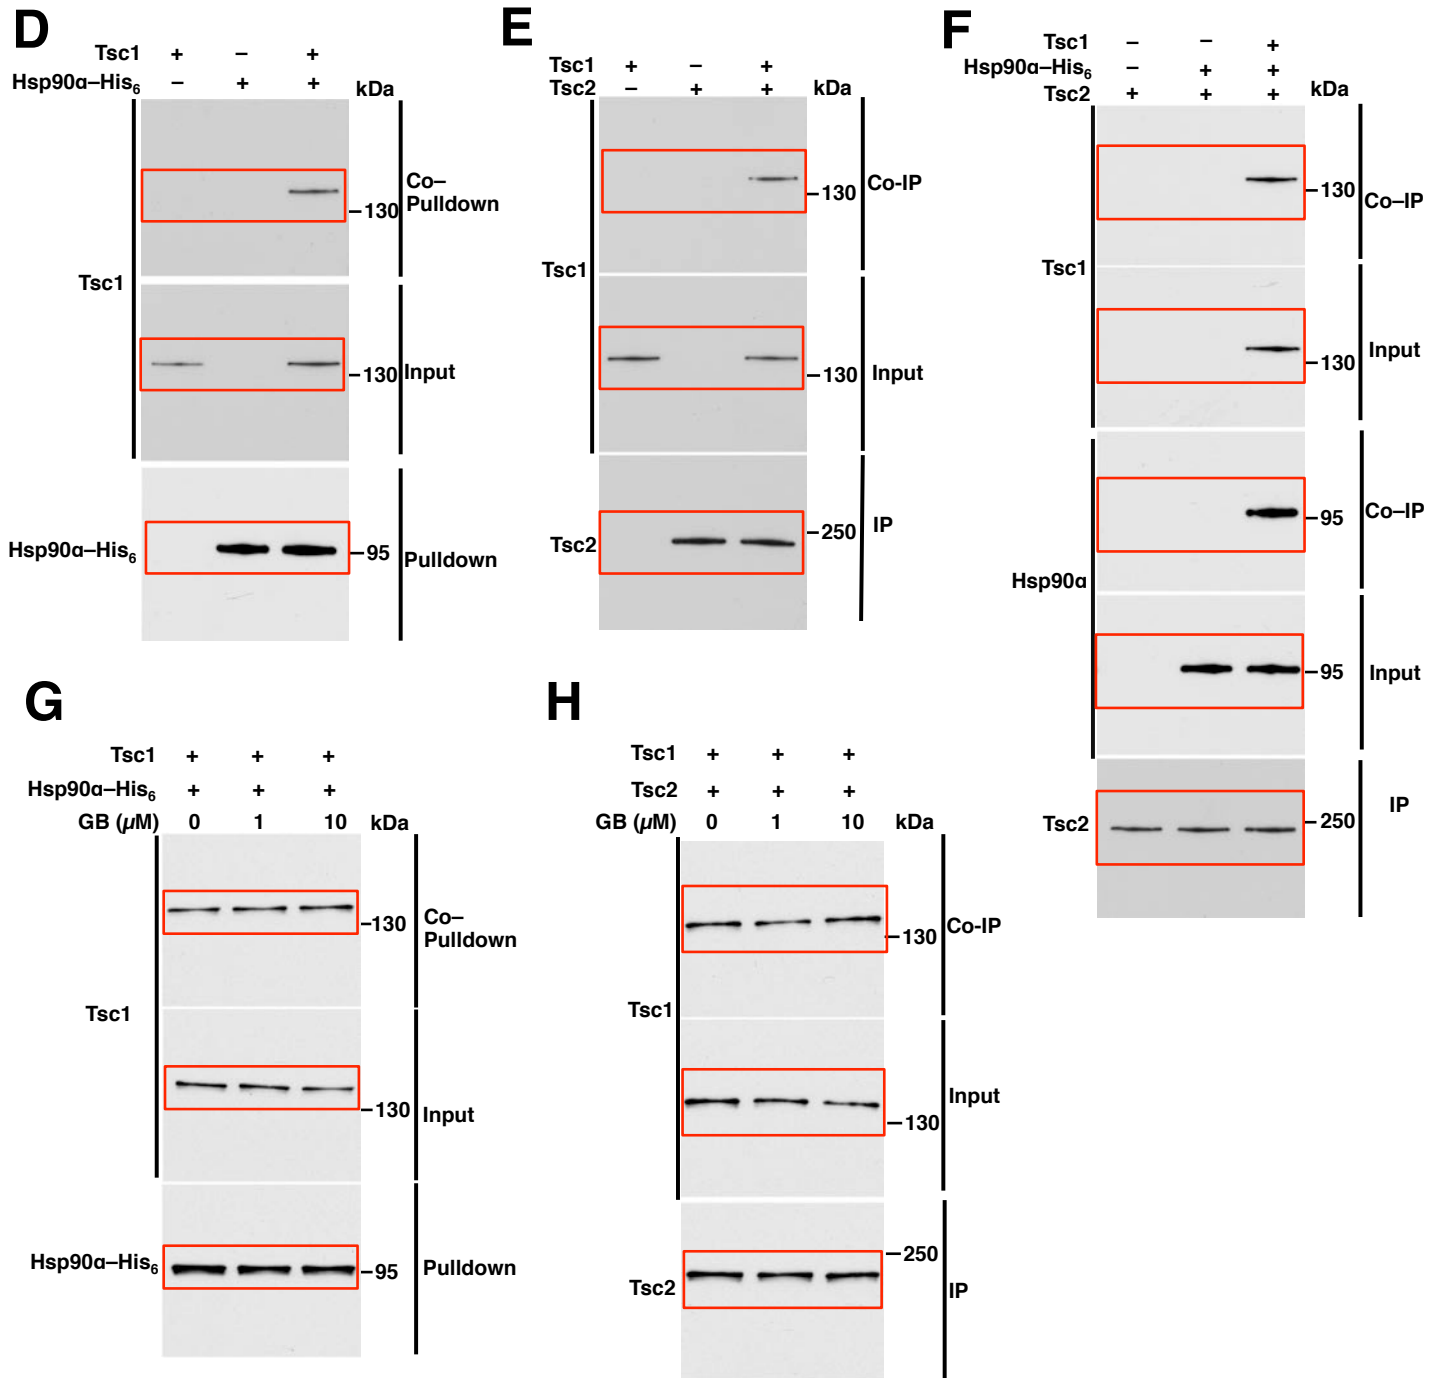 D
Tsc1 + – +
Hsp90α–His6 – + + kDa
Tsc1
Co–
Pulldown
130
130 Input
Hsp90α–His6
95 Pulldown
E
Tsc1 + – +
Tsc2 – + + kDa
Tsc1
130 Co-IP
130 Input
Tsc2
250 IP
F
Tsc1 – – +
Hsp90α–His6 – + +
Tsc2 + + + kDa
Tsc1
130 Co–IP
130 Input
Hsp90α
95 Co–IP
95 Input
Tsc2
250 IP
G
Tsc1 + + +
Hsp90α–His6 + + +
GB (µM) 0 1 10 kDa
Tsc1
130 Co–
Pulldown
130 Input
Hsp90α–His6
95 Pulldown
H
Tsc1 + + +
Tsc2 + + +
GB (µM) 0 1 10 kDa
Tsc1
130 Co-IP
130 Input
Tsc2
250 IP